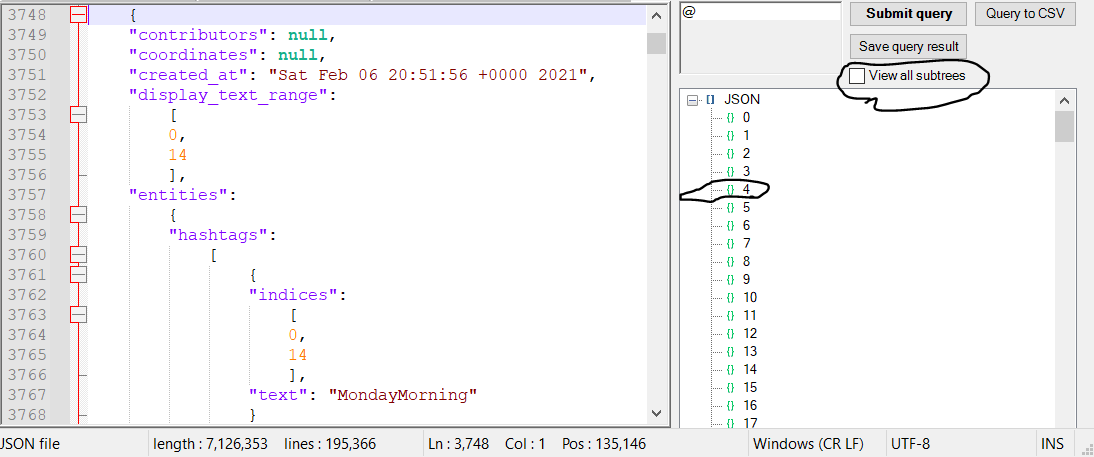 3748 {
3749 "contributors": null,
3750 "coordinates": null,
3751 "created_at": "Sat Feb 06 20:51:56 +0000 2021",
3752 "display_text_range":
3753 [
3754 0,
3755 14
3756 ],
3757 "entities":
3758 {
3759 "hashtags":
3760 [
3761 {
3762 "indices":
3763 [
3764 0,
3765 14
3766 ],
3767 "text": "MondayMorning"
3768 }
@
Submit query
Query to CSV
Save query result
View all subtrees
[] JSON
{} 0
{} 1
{} 2
{} 3
{} 4
{} 5
{} 6
{} 7
{} 8
{} 9
{} 10
{} 11
{} 12
{} 13
{} 14
{} 15
{} 16
{} 17
JSON file length : 7,126,353 lines : 195,366 Ln : 3,748 Col : 1 Pos : 135,146 Windows (CR LF) UTF-8 INS